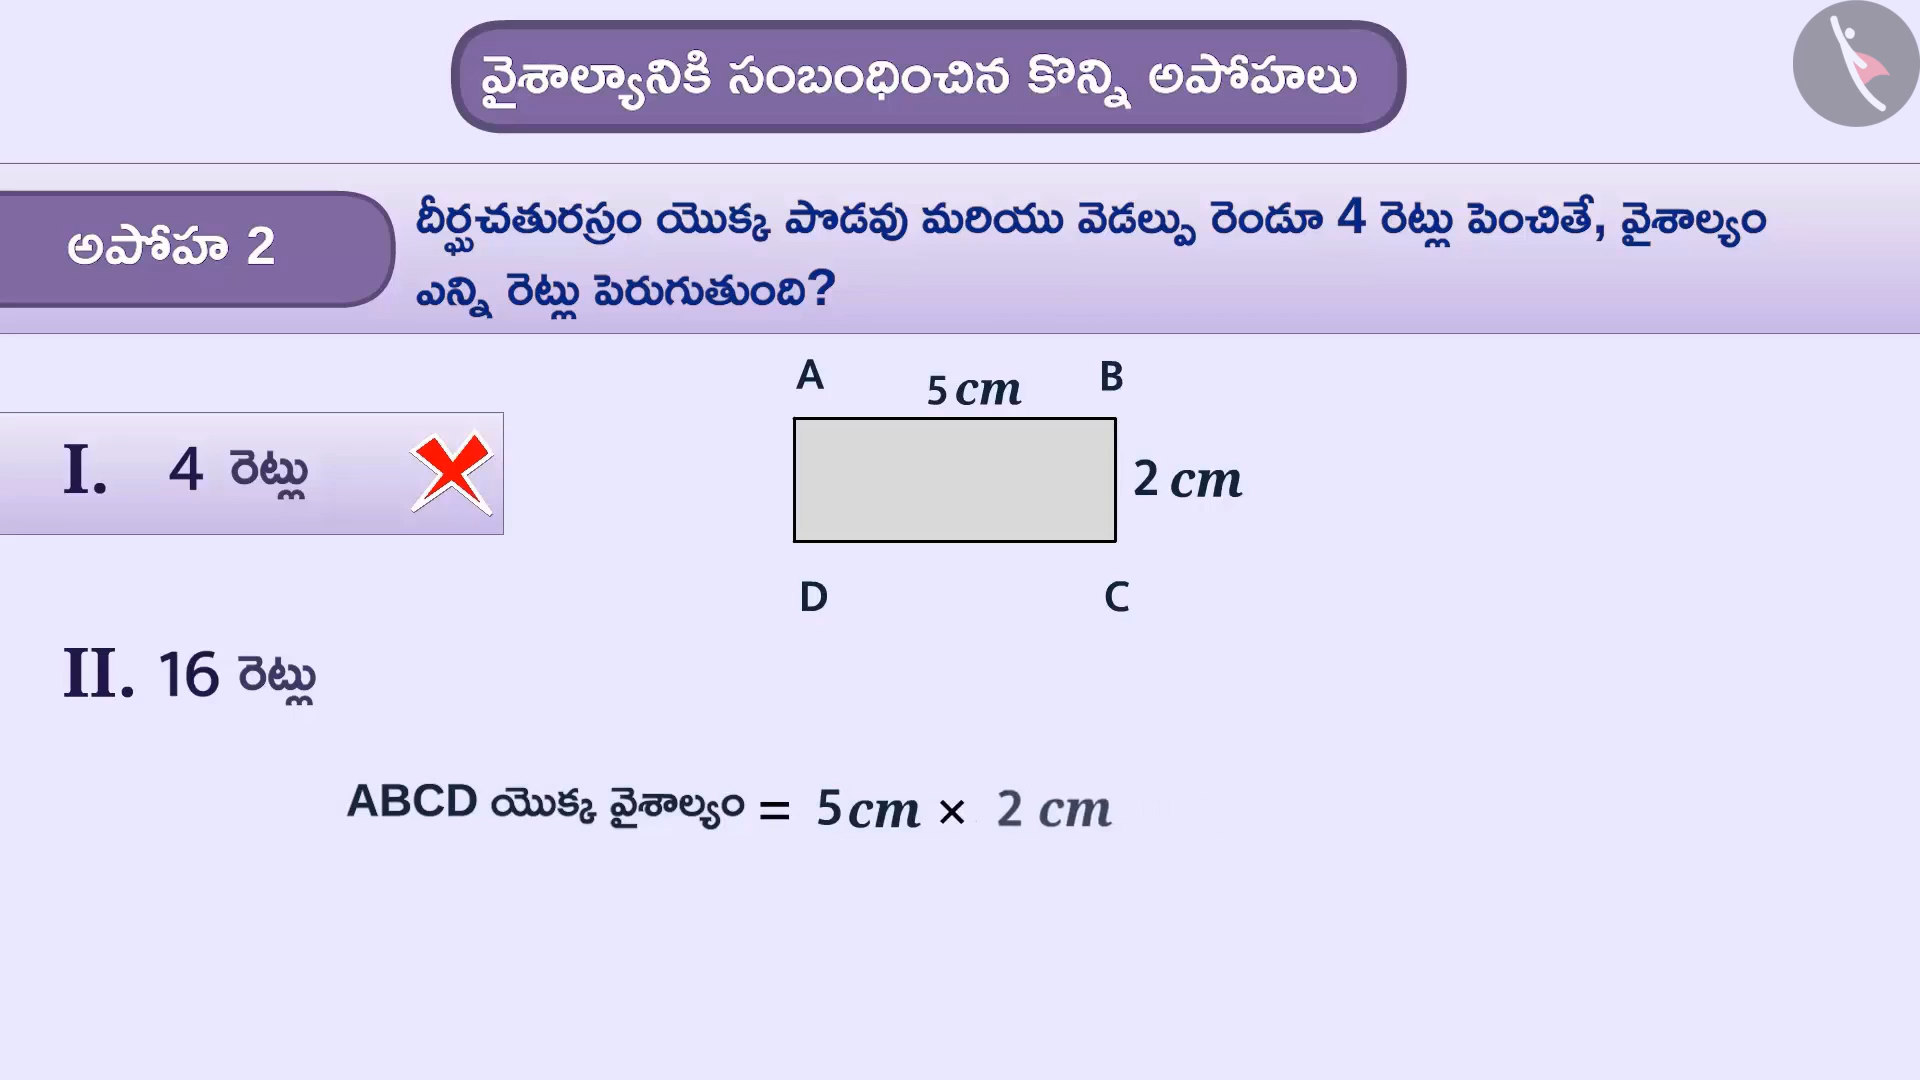 వైశాల్యానికి సంబంధించిన కొన్ని అపోహలు
అపోహ 2
దీర్ఘచతురస్రం యొక్క పొడవు మరియు వెడల్పు రెండూ 4 రెట్లు పెంచితే, వైశాల్యం
ఎన్ని రెట్లు పెరుగుతుంది?
A
5 cm
B
I. 4 రెట్లు
2 cm
D
C
II. 16 రెట్లు
ABCD యొక్క వైశాల్యం = 5 cm × 2 cm